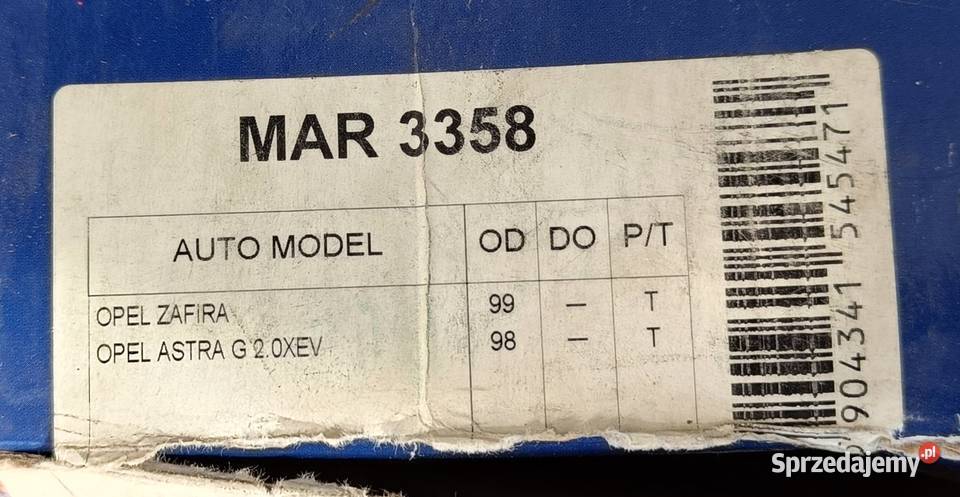 MAR 3358
AUTO MODEL OD DO P/T
OPEL ZAFIRA 99 – T
OPEL ASTRA G 2.0XEV 98 – T
904341 545471
Sprzedajemy.pl